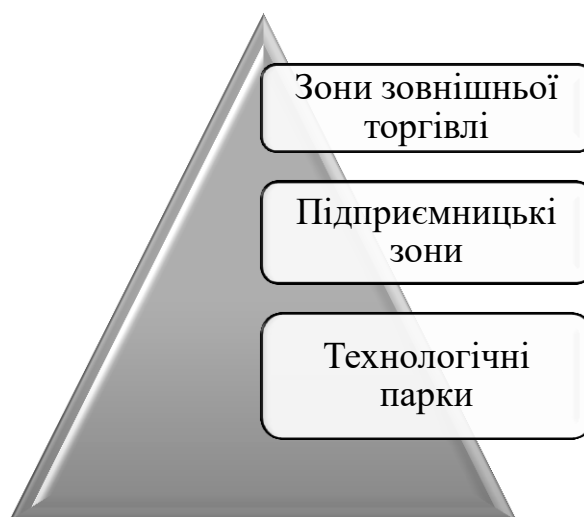 Зони зовнішньої
торгівлі
Підприємницькі
зони
Технологічні
парки